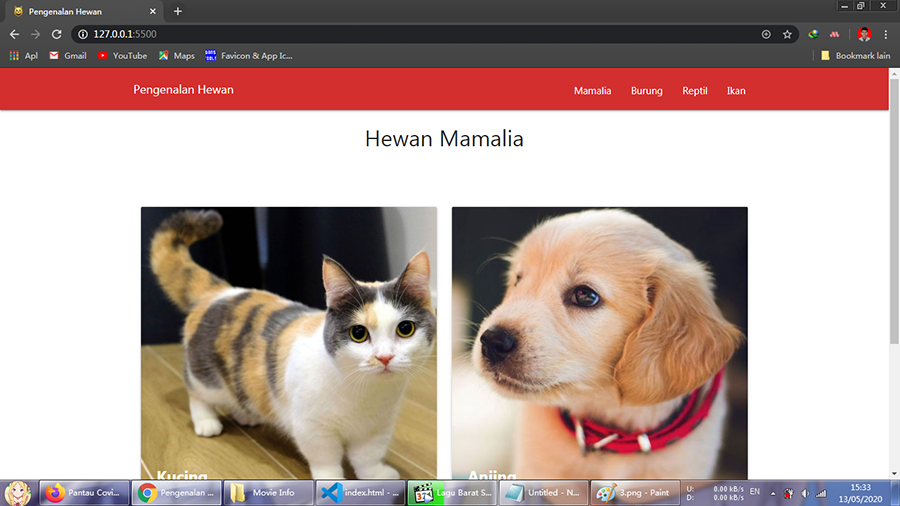 Pengenalan Hewan
127.0.0.1:5500
Apl Gmail YouTube Maps Favicon & App Ic... Bookmark lain
Pengenalan Hewan Mamalia Burung Reptil Ikan
Hewan Mamalia
Kucing Anjing
Pantau Covi... Pengenalan ... Movie Info index.html - ... Lagu Barat S... Untitled - N... 3.png - Paint U: 0.00 kB/s EN 15:33
D: 0.00 kB/s 13/05/2020